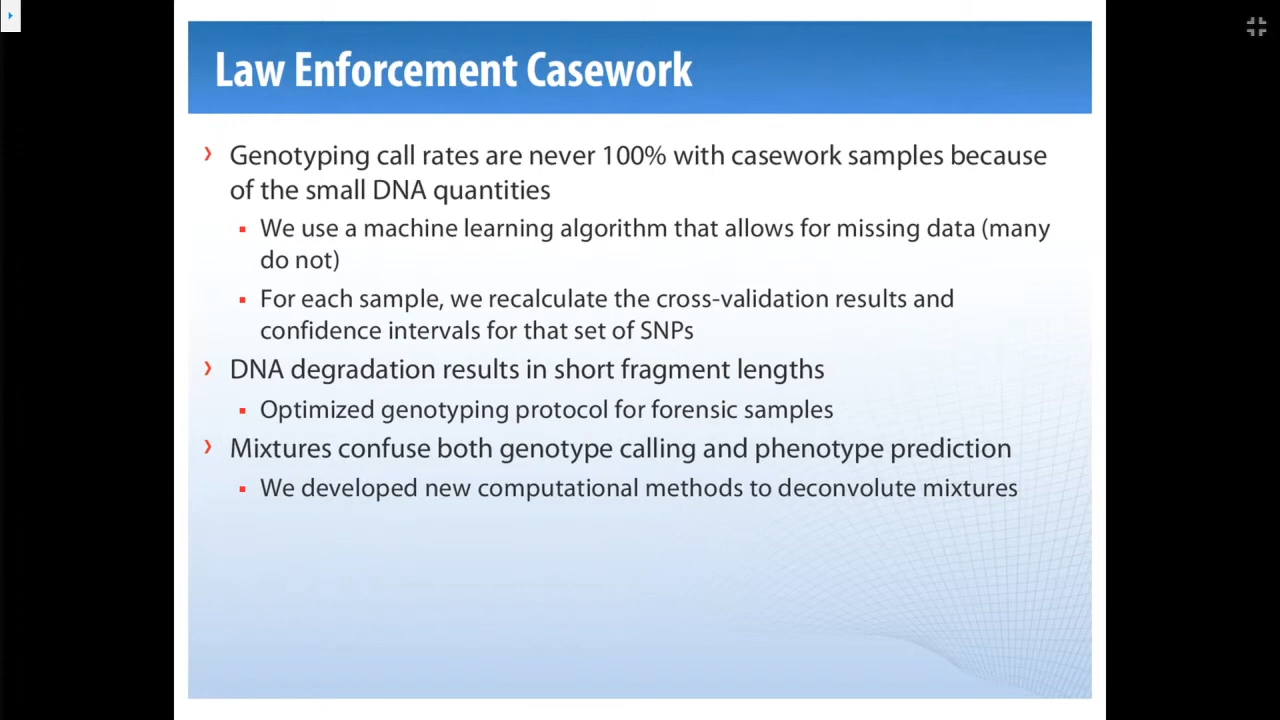 Law Enforcement Casework
Genotyping call rates are never 100% with casework samples because
of the small DNA quantities
We use a machine learning algorithm that allows for missing data (many
do not)
For each sample, we recalculate the cross-validation results and
confidence intervals for that set of SNPs
DNA degradation results in short fragment lengths
Optimized genotyping protocol for forensic samples
Mixtures confuse both genotype calling and phenotype prediction
We developed new computational methods to deconvolute mixtures